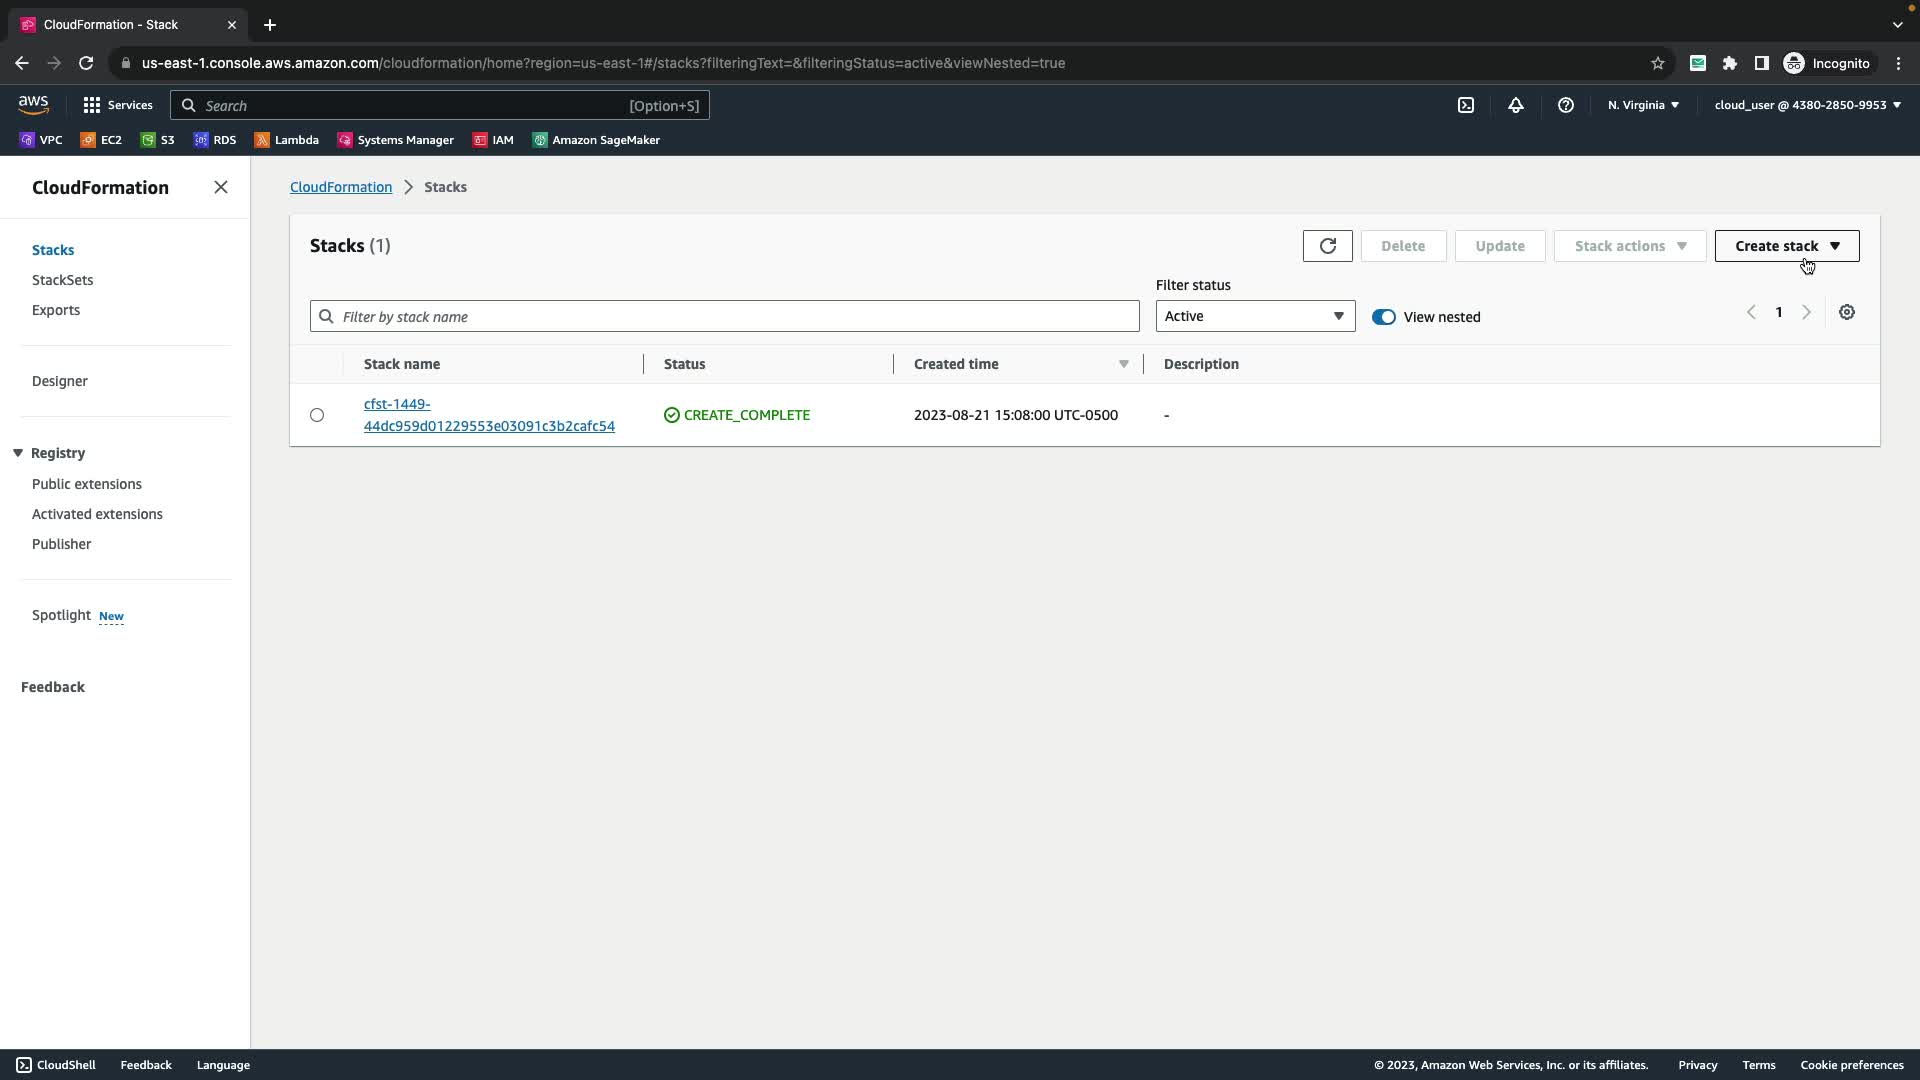 CloudFormation - Stack
us-east-1.console.aws.amazon.com/cloudformation/home?region=us-east-1#/stacks?filteringText=&filteringStatus=active&viewNested=true
Incognito
aws
Services
Search
[Option+S]
N. Virginia
cloud_user @ 4380-2850-9953
VPC
EC2
S3
RDS
Lambda
Systems Manager
IAM
Amazon SageMaker
CloudFormation
Stacks
StackSets
Exports
Designer
Registry
Public extensions
Activated extensions
Publisher
Spotlight New
Feedback
CloudFormation > Stacks
Stacks (1)
Delete
Update
Stack actions
Create stack
Filter by stack name
Filter status
Active
View nested
1
Stack name
Status
Created time
Description
cfst-1449-
44dc959d01229553e03091c3b2cafc54
CREATE_COMPLETE
2023-08-21 15:08:00 UTC-0500
-
CloudShell
Feedback
Language
© 2023, Amazon Web Services, Inc. or its affiliates.
Privacy
Terms
Cookie preferences